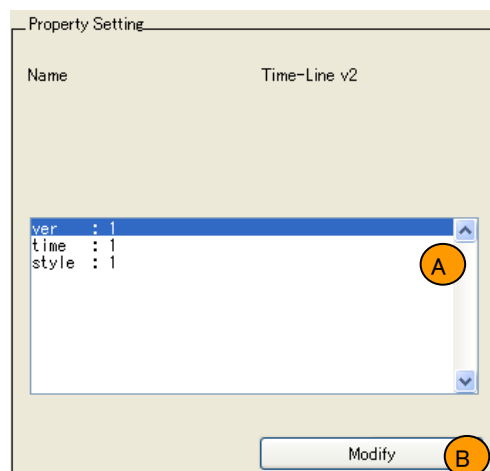 Property Setting
Name Time-Line v2
ver : 1
time : 1
style : 1
A
Modify B